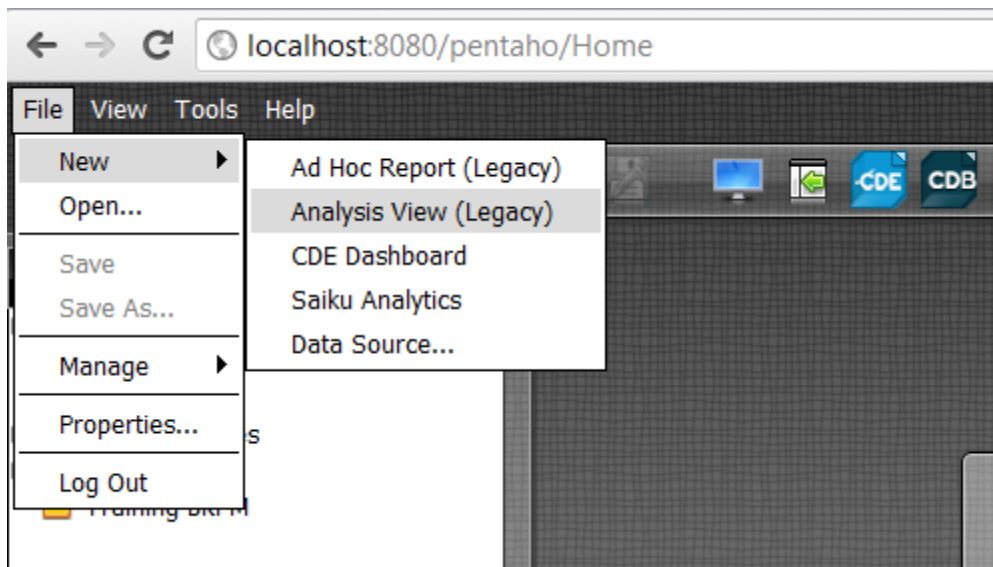 localhost:8080/pentaho/Home
File View Tools Help
New
Open...
Save
Save As...
Manage
Properties...
Log Out
Ad Hoc Report (Legacy)
Analysis View (Legacy)
CDE Dashboard
Saiku Analytics
Data Source...
CDE
CDB